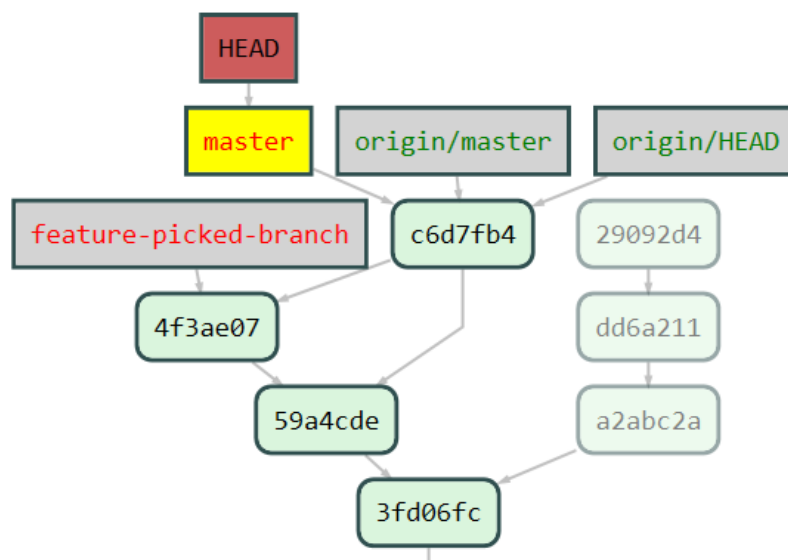 HEAD
master
origin/master
origin/HEAD
feature-picked-branch
c6d7fb4
29092d4
4f3ae07
dd6a211
59a4cde
a2abc2a
3fd06fc